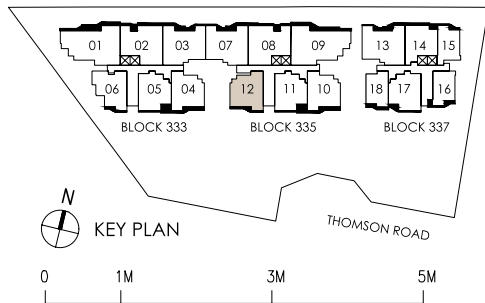 01 02 03 07 08 09 13 14 15
06 05 04 12 11 10 18 17 16
BLOCK 333 BLOCK 335 BLOCK 337
THOMSON ROAD
N
KEY PLAN
0 1M 3M 5M